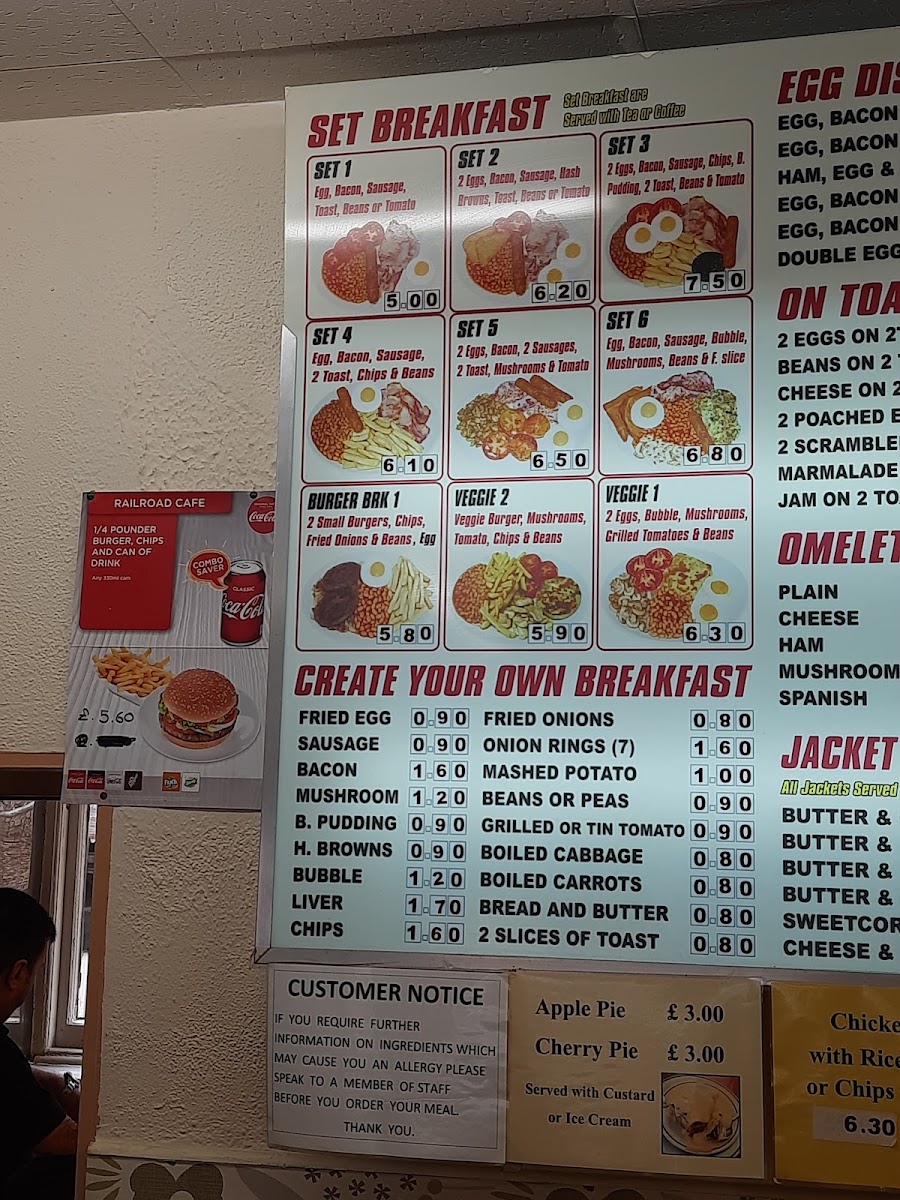 SET BREAKFAST
Set Breakfast are
Served with Tea or Coffee
SET 1
Egg, Bacon, Sausage,
Toast, Beans or Tomato
5.00
SET 2
2 Eggs, Bacon, Sausage, Hash
Browns, Toast, Beans or Tomato
6.20
SET 3
2 Eggs, Bacon, Sausage, Chips, B.
Pudding, 2 Toast, Beans & Tomato
7.50
SET 4
Egg, Bacon, Sausage,
2 Toast, Chips & Beans
6.10
SET 5
2 Eggs, Bacon, 2 Sausages,
2 Toast, Mushrooms & Tomato
6.50
SET 6
Egg, Bacon, Sausage, Bubble,
Mushrooms, Beans & F. slice
6.80
BURGER BRK 1
2 Small Burgers, Chips,
Fried Onions & Beans, Egg
5.80
VEGGIE 2
Veggie Burger, Mushrooms,
Tomato, Chips & Beans
5.90
VEGGIE 1
2 Eggs, Bubble, Mushrooms,
Grilled Tomatoes & Beans
6.30
CREATE YOUR OWN BREAKFAST
FRIED EGG 0.90
SAUSAGE 0.90
BACON 1.60
MUSHROOM 1.20
B. PUDDING 0.90
H. BROWNS 0.90
BUBBLE 1.20
LIVER 1.70
CHIPS 1.60
FRIED ONIONS 0.80
ONION RINGS (7) 1.60
MASHED POTATO 1.00
BEANS OR PEAS 0.90
GRILLED OR TIN TOMATO 0.90
BOILED CABBAGE 0.80
BOILED CARROTS 0.80
BREAD AND BUTTER 0.80
2 SLICES OF TOAST 0.80
EGG DIS
EGG, BACON
EGG, BACON
HAM, EGG &
EGG, BACON
EGG, BACON
DOUBLE EGG
ON TOA
2 EGGS ON 2
BEANS ON 2
CHEESE ON 2
2 POACHED E
2 SCRAMBLE
MARMALADE
JAM ON 2 TO
OMELET
PLAIN
CHEESE
HAM
MUSHROOM
SPANISH
JACKET
All Jackets Served
BUTTER &
BUTTER &
BUTTER &
BUTTER &
SWEETCOR
CHEESE &
RAILROAD CAFE
Coca-Cola
1/4 POUNDER
BURGER, CHIPS
AND CAN OF
DRINK
Any 330ml can
COMBO
SAVER
CLASSIC
Coca-Cola
£. 5.60
CUSTOMER NOTICE
IF YOU REQUIRE FURTHER
INFORMATION ON INGREDIENTS WHICH
MAY CAUSE YOU AN ALLERGY PLEASE
SPEAK TO A MEMBER OF STAFF
BEFORE YOU ORDER YOUR MEAL.
THANK YOU.
Apple Pie £ 3.00
Cherry Pie £ 3.00
Served with Custard
or Ice Cream
Chicke
with Rice
or Chips
6.30